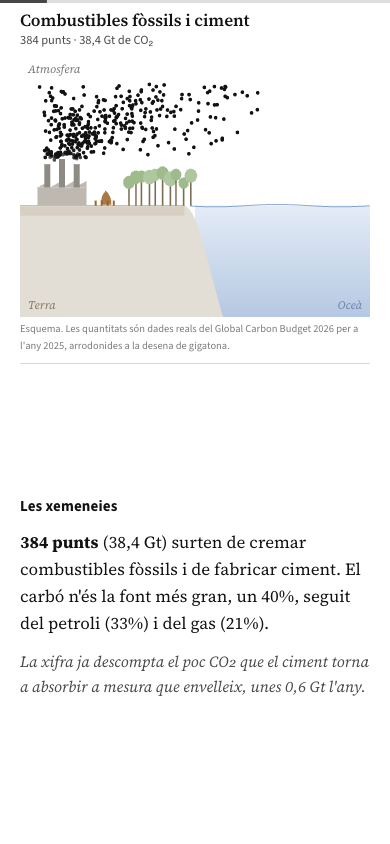 Combustibles fòssils i ciment
384 punts · 38,4 Gt de CO₂
Atmosfera
Terra
Oceà
Esquema. Les quantitats són dades reals del Global Carbon Budget 2026 per a
l'any 2025, arrodonides a la desena de gigatona.
Les xemeneies
384 punts (38,4 Gt) surten de cremar
combustibles fòssils i de fabricar ciment. El
carbó n'és la font més gran, un 40%, seguit
del petroli (33%) i del gas (21%).
La xifra ja descompta el poc CO₂ que el ciment torna
a absorbir a mesura que envelleix, unes 0,6 Gt l'any.